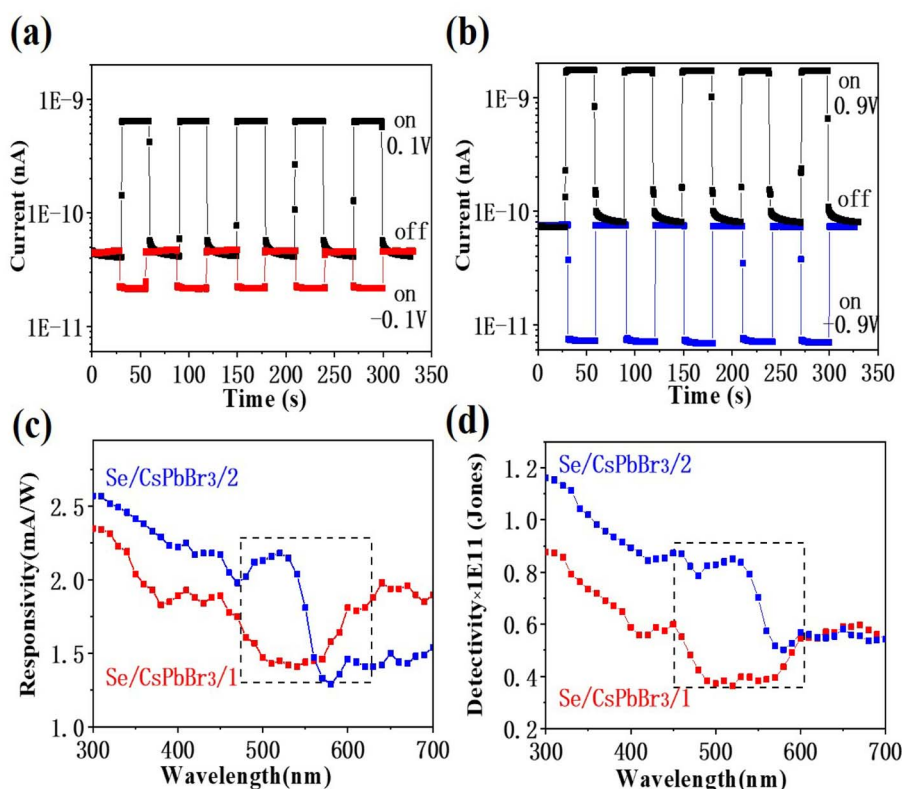 (a)
1E-9
1E-10
1E-11
Current (nA)
on
0.1V
off
on
-0.1V
0 50 100 150 200 250 300 350
Time (s)
(b)
1E-9
1E-10
1E-11
Current (nA)
on
0.9V
off
on
-0.9V
0 50 100 150 200 250 300 350
Time (s)
(c)
2.5
2.0
1.5
1.0
Responsivity(mA/W)
Se/CsPbBr3/2
Se/CsPbBr3/1
300 400 500 600 700
Wavelength(nm)
(d)
1.2
1.0
0.8
0.6
0.4
0.2
Detectivity×1E11 (Jones)
Se/CsPbBr3/2
Se/CsPbBr3/1
300 400 500 600 700
Wavelength(nm)